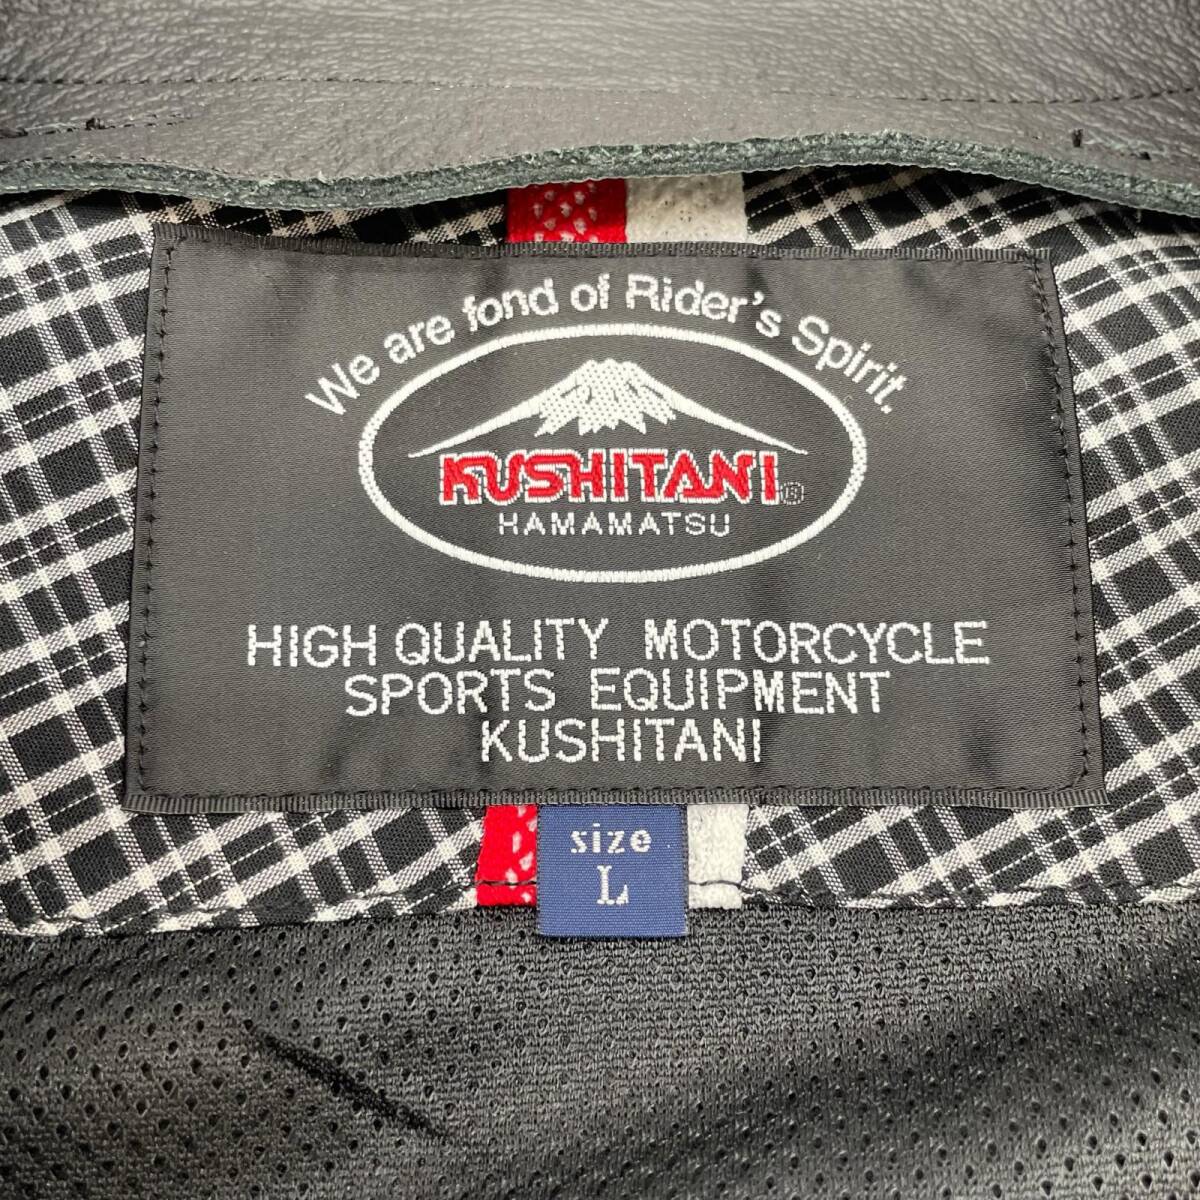 We are fond of Rider's Spirit.
KUSHITANI®
HAMAMATSU
HIGH QUALITY MOTORCYCLE
SPORTS EQUIPMENT
KUSHITANI
size
L